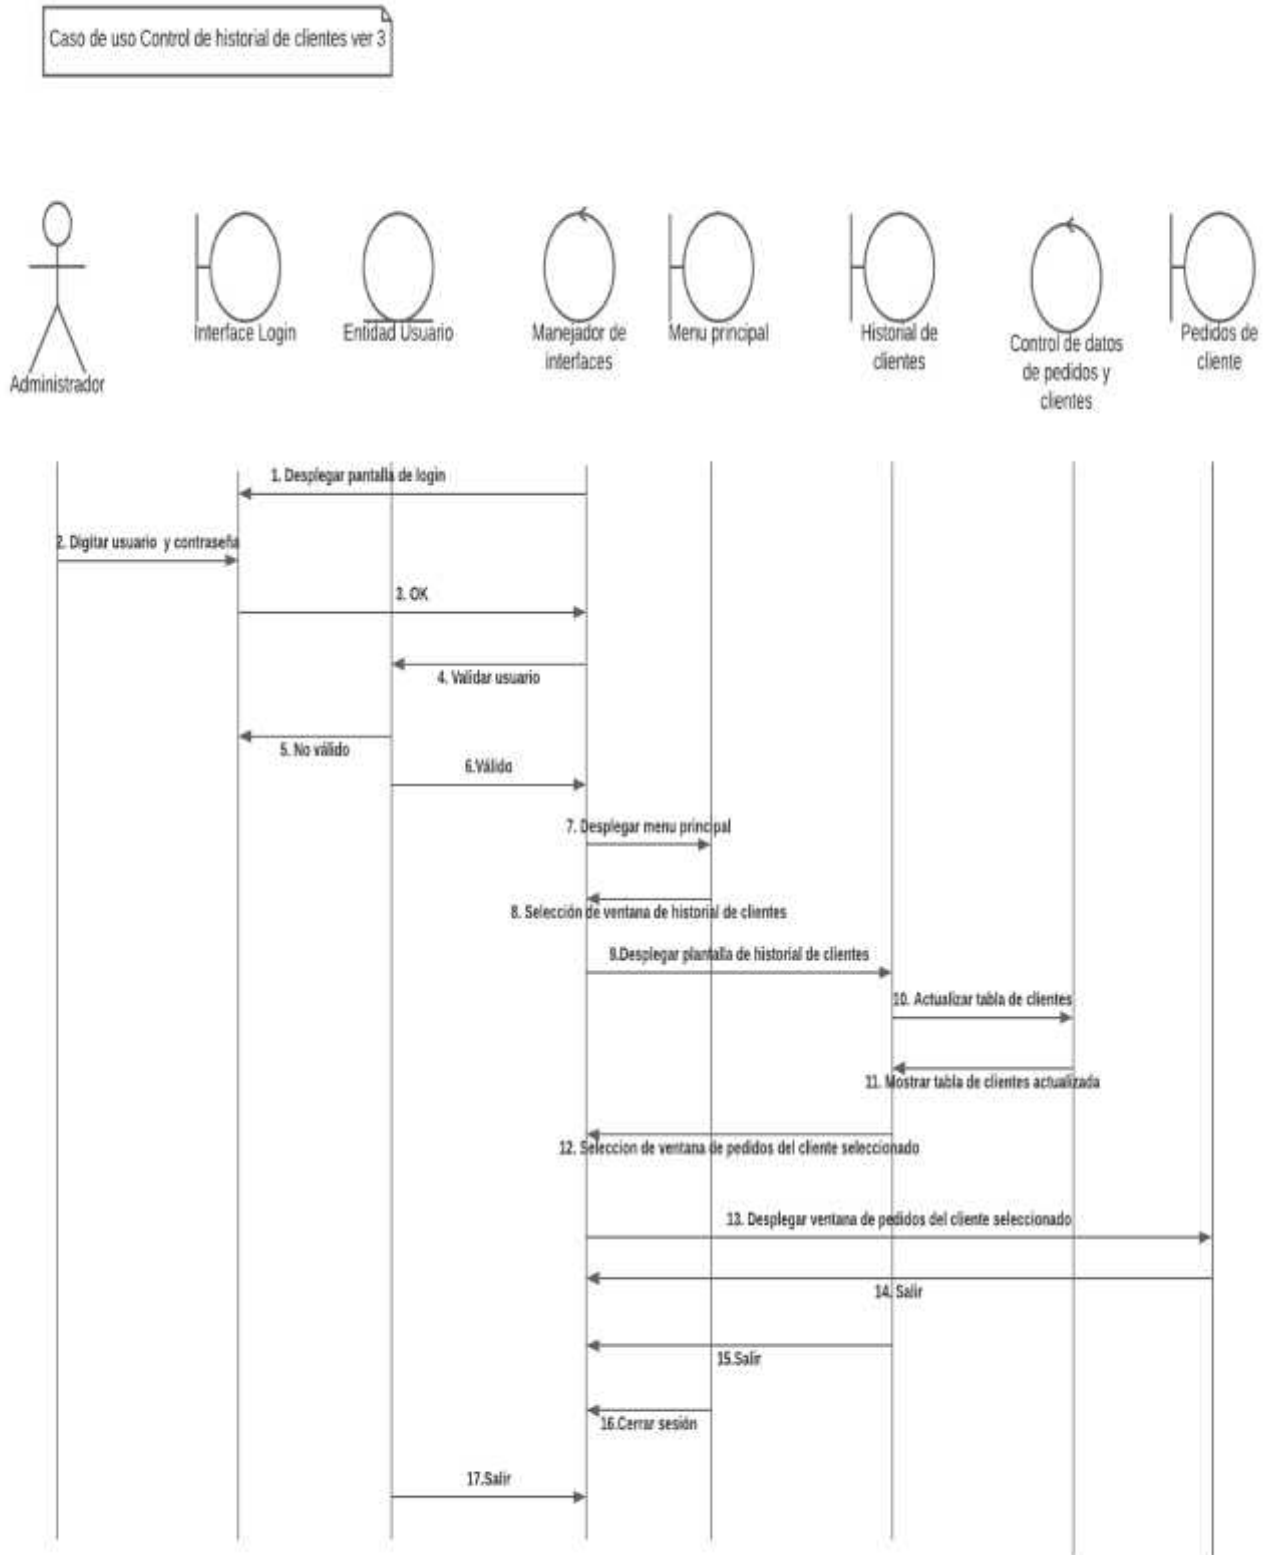 Caso de uso Control de historial de clientes ver 3
Administrador
Interface Login
Entidad Usuario
Manejador de
interfaces
Menu principal
Historial de
clientes
Control de datos
de pedidos y
clientes
Pedidos de
cliente
1. Desplegar pantalla de login
2. Digitar usuario y contraseña
3. OK
4. Validar usuario
5. No válido
6.Válido
7. Desplegar menu principal
8. Selección de ventana de historial de clientes
9.Desplegar plantalla de historial de clientes
10. Actualizar tabla de clientes
11. Mostrar tabla de clientes actualizada
12. Seleccion de ventana de pedidos del cliente seleccionado
13. Desplegar ventana de pedidos del cliente seleccionado
14. Salir
15.Salir
16.Cerrar sesión
17.Salir